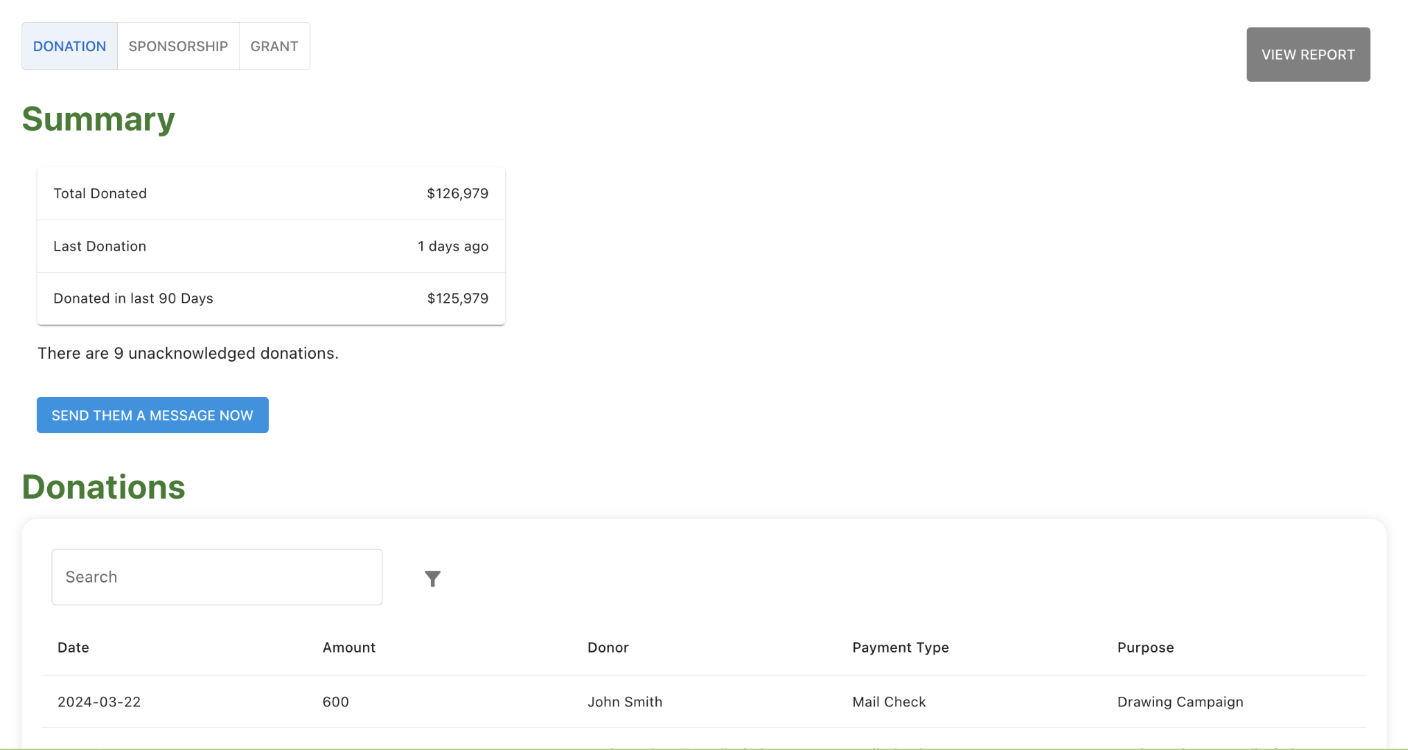 DONATION SPONSORSHIP GRANT VIEW REPORT
Summary
Total Donated $126,979
Last Donation 1 days ago
Donated in last 90 Days $125,979
There are 9 unacknowledged donations.
SEND THEM A MESSAGE NOW
Donations
Search
Date Amount Donor Payment Type Purpose
2024-03-22 600 John Smith Mail Check Drawing Campaign